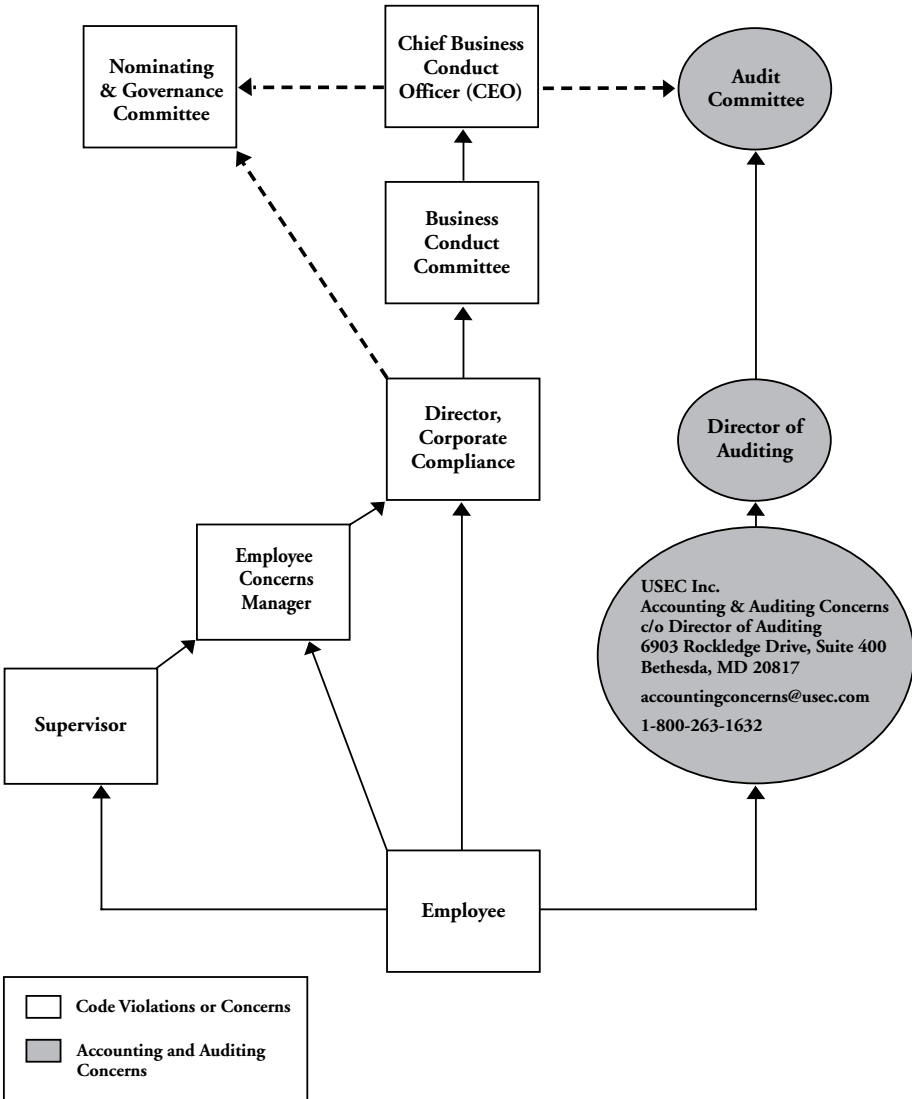 Nominating
& Governance
Committee
Chief Business
Conduct
Officer (CEO)
Audit
Committee
Business
Conduct
Committee
Director,
Corporate
Compliance
Director of
Auditing
Employee
Concerns
Manager
USEC Inc.
Accounting & Auditing Concerns
c/o Director of Auditing
6903 Rockledge Drive, Suite 400
Bethesda, MD 20817
accountingconcerns@usec.com
1-800-263-1632
Supervisor
Employee
Code Violations or Concerns
Accounting and Auditing
Concerns